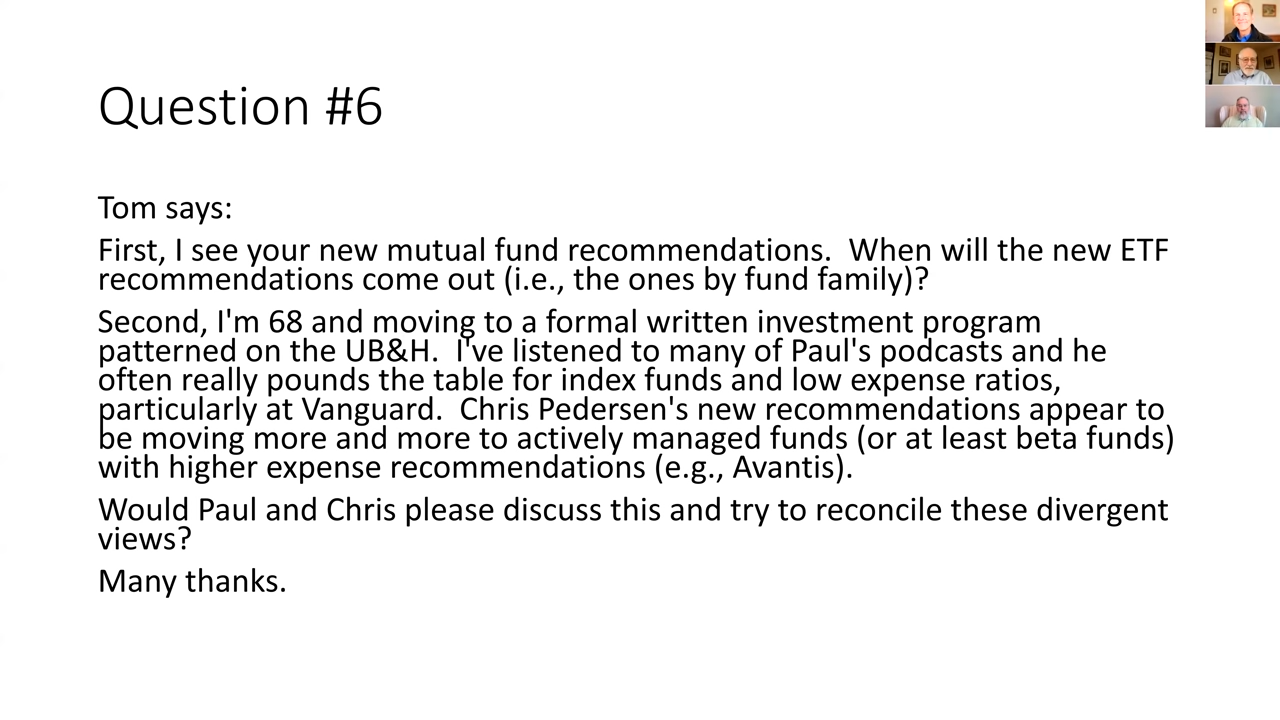 Question #6
Tom says:
First, I see your new mutual fund recommendations.  When will the new ETF
recommendations come out (i.e., the ones by fund family)?
Second, I'm 68 and moving to a formal written investment program
patterned on the UB&H.  I've listened to many of Paul's podcasts and he
often really pounds the table for index funds and low expense ratios,
particularly at Vanguard.  Chris Pedersen's new recommendations appear to
be moving more and more to actively managed funds (or at least beta funds)
with higher expense recommendations (e.g., Avantis).
Would Paul and Chris please discuss this and try to reconcile these divergent
views?
Many thanks.